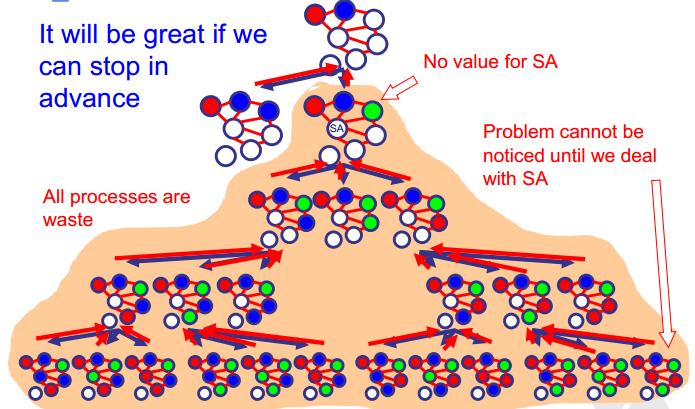 It will be great if we
can stop in
advance
No value for SA
SA
Problem cannot be
noticed until we deal
with SA
All processes are
waste